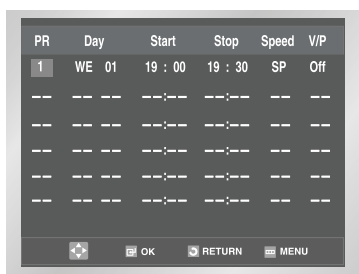 PR Day Start Stop Speed V/P
1 WE 01 19 : 00 19 : 30 SP Off
–– –– –– ––:–– ––:–– –– ––
–– –– –– ––:–– ––:–– –– ––
–– –– –– ––:–– ––:–– –– ––
–– –– –– ––:–– ––:–– –– ––
–– –– –– ––:–– ––:–– –– ––
OK RETURN MENU